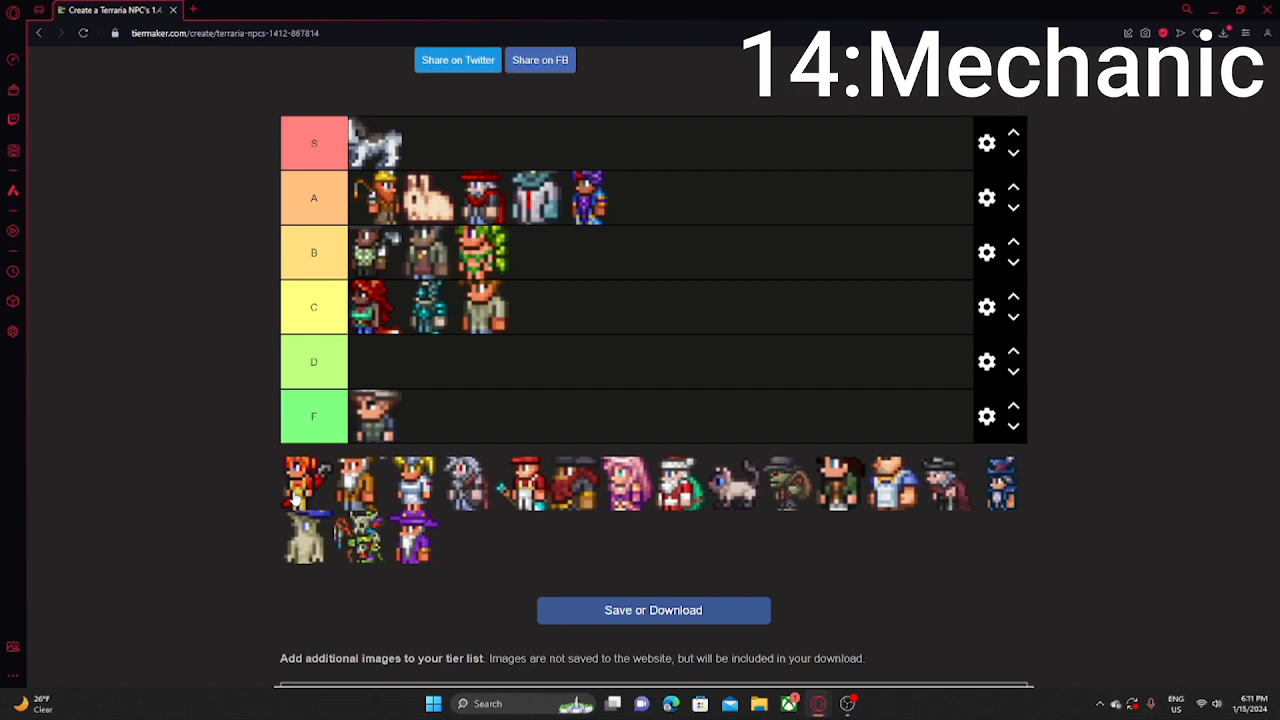 Create a Terraria NPC's 1.4.
tiermaker.com/create/terraria-npcs-1412-867814
14:Mechanic
Share on Twitter
Share on FB
S
A
B
C
D
F
Save or Download
Add additional images to your tier list. Images are not saved to the website, but will be included in your download.
26°F
Clear
Search
1
ENG
US
6:31 PM
1/15/2024